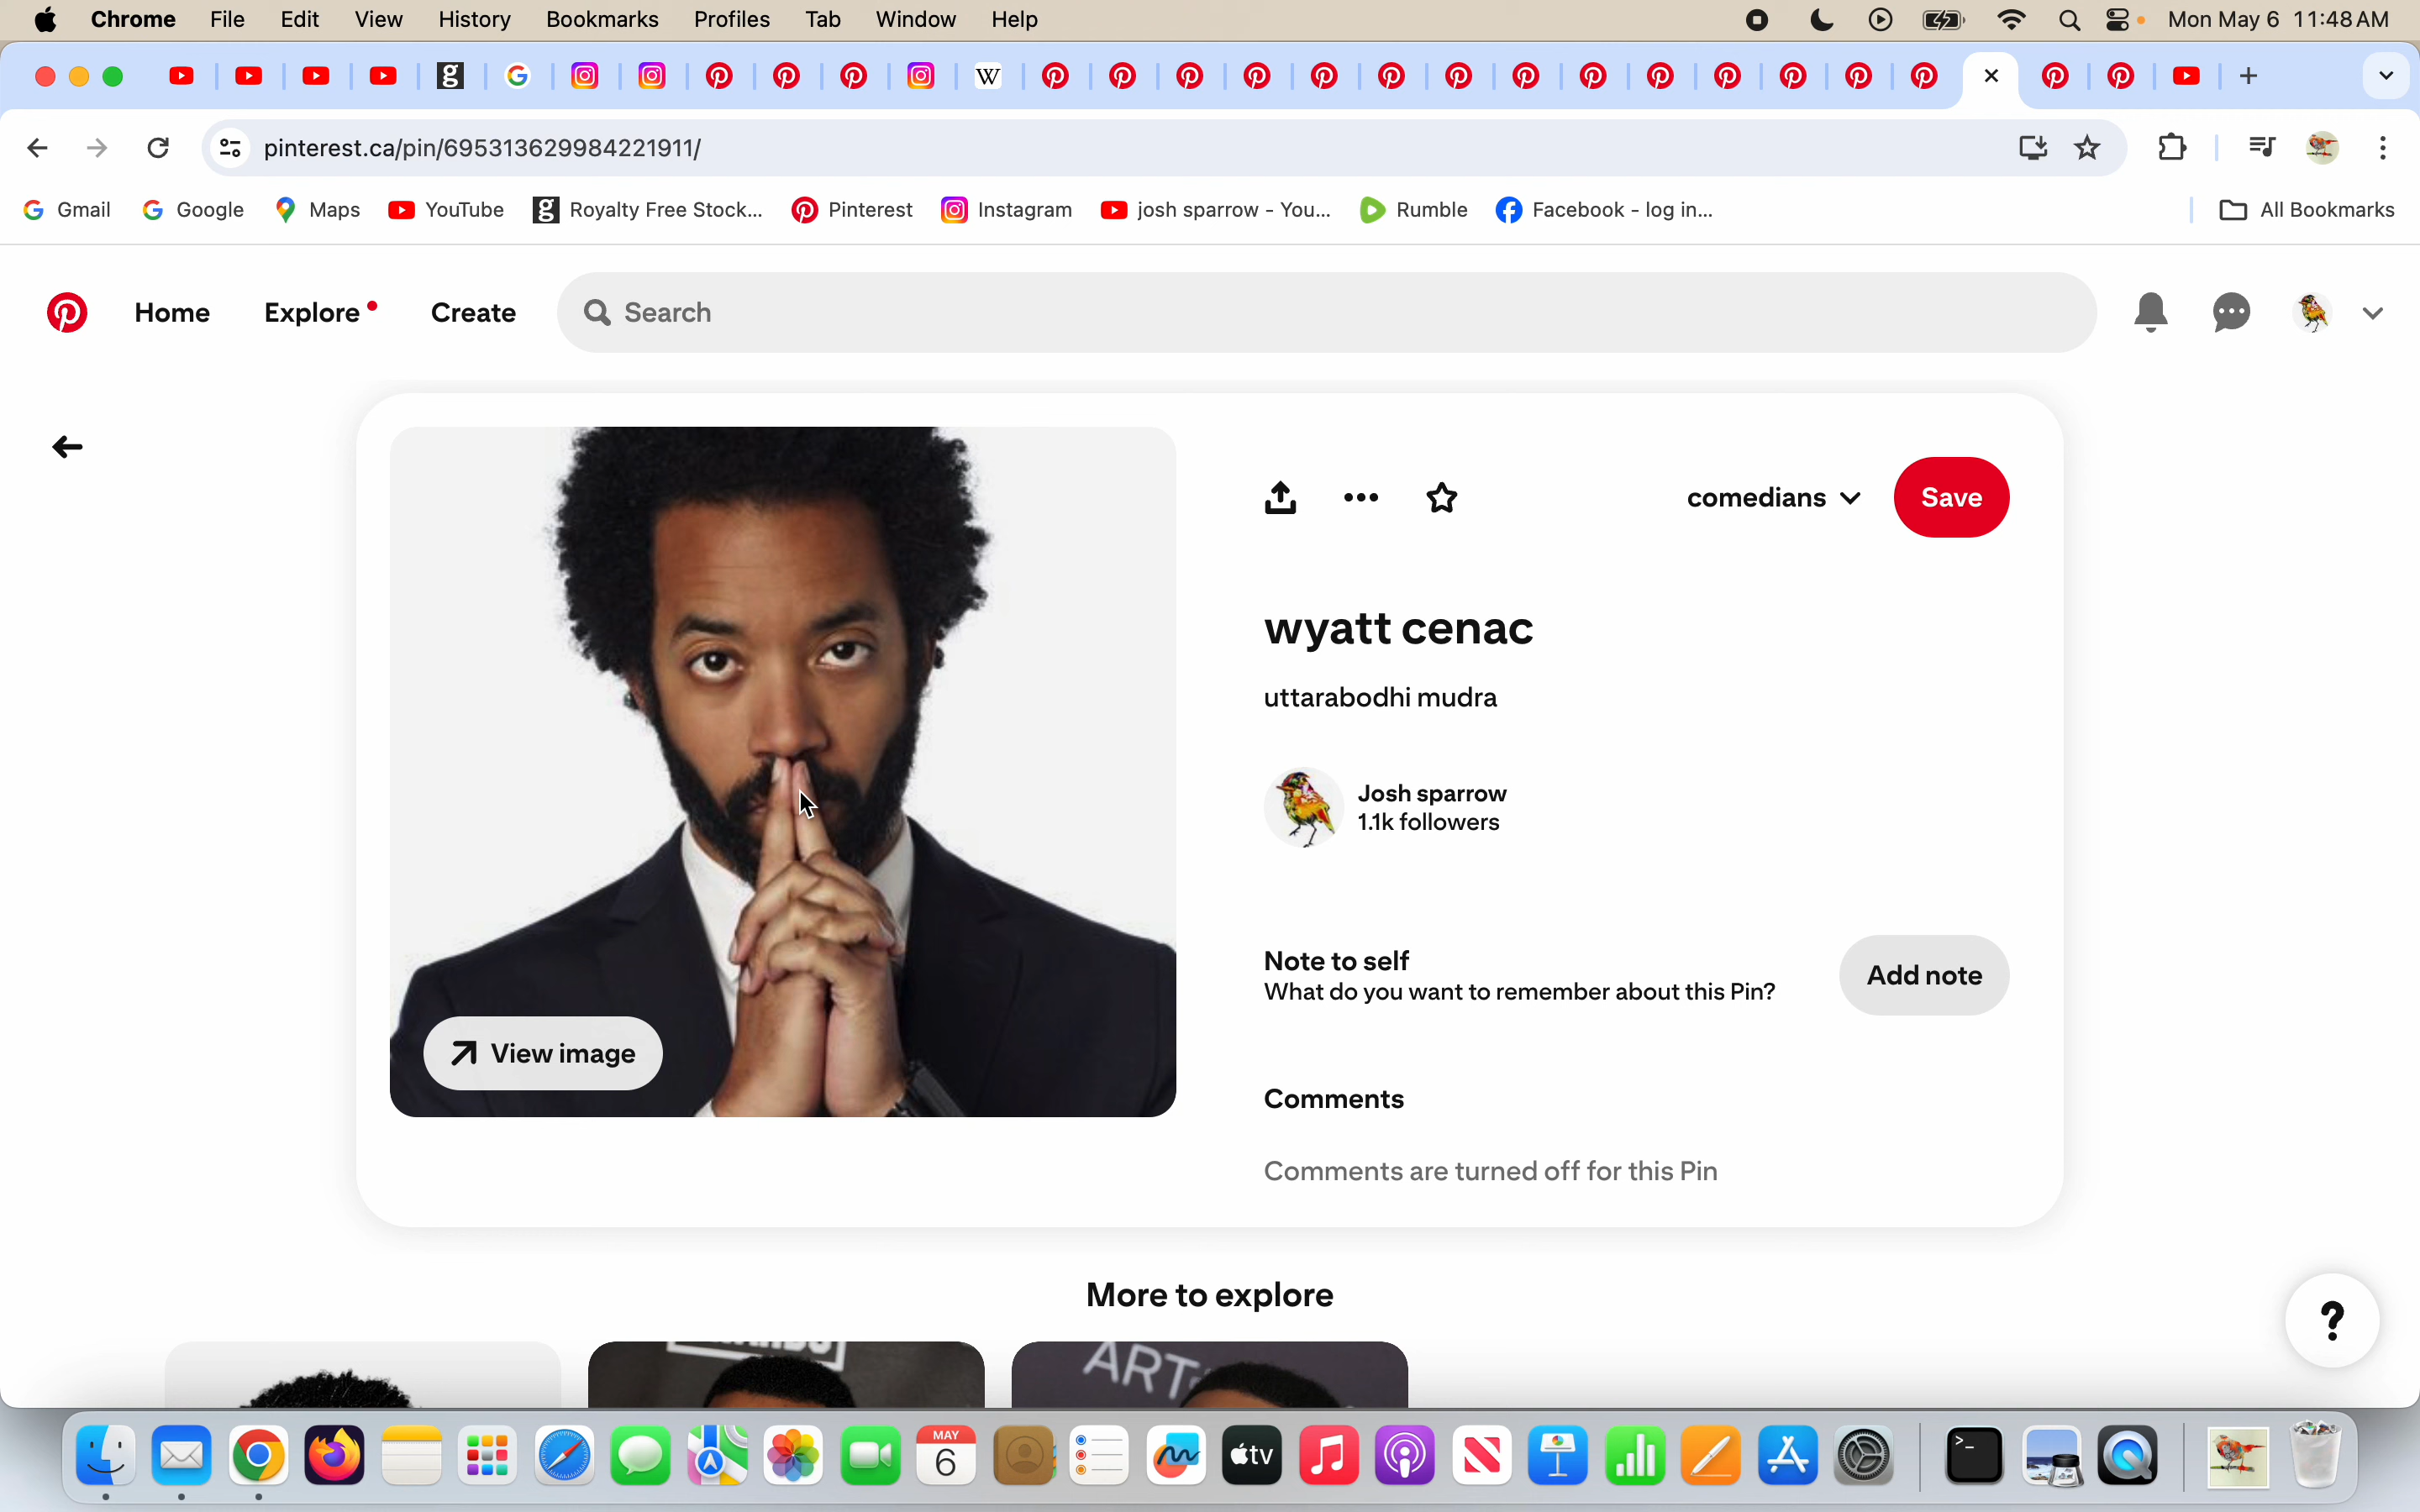 Chrome File Edit View History Bookmarks Profiles Tab Window Help Mon May 6 11:48 AM
g G W
pinterest.ca/pin/695313629984221911/
Gmail Google Maps YouTube Royalty Free Stock... Pinterest Instagram josh sparrow - You... Rumble Facebook - log in... All Bookmarks
Home Explore Create Search
comedians Save
wyatt cenac
uttarabodhi mudra
Josh sparrow
1.1k followers
Note to self
What do you want to remember about this Pin?
Add note
View image
Comments
Comments are turned off for this Pin
More to explore
ART
?
MAY
6
tv